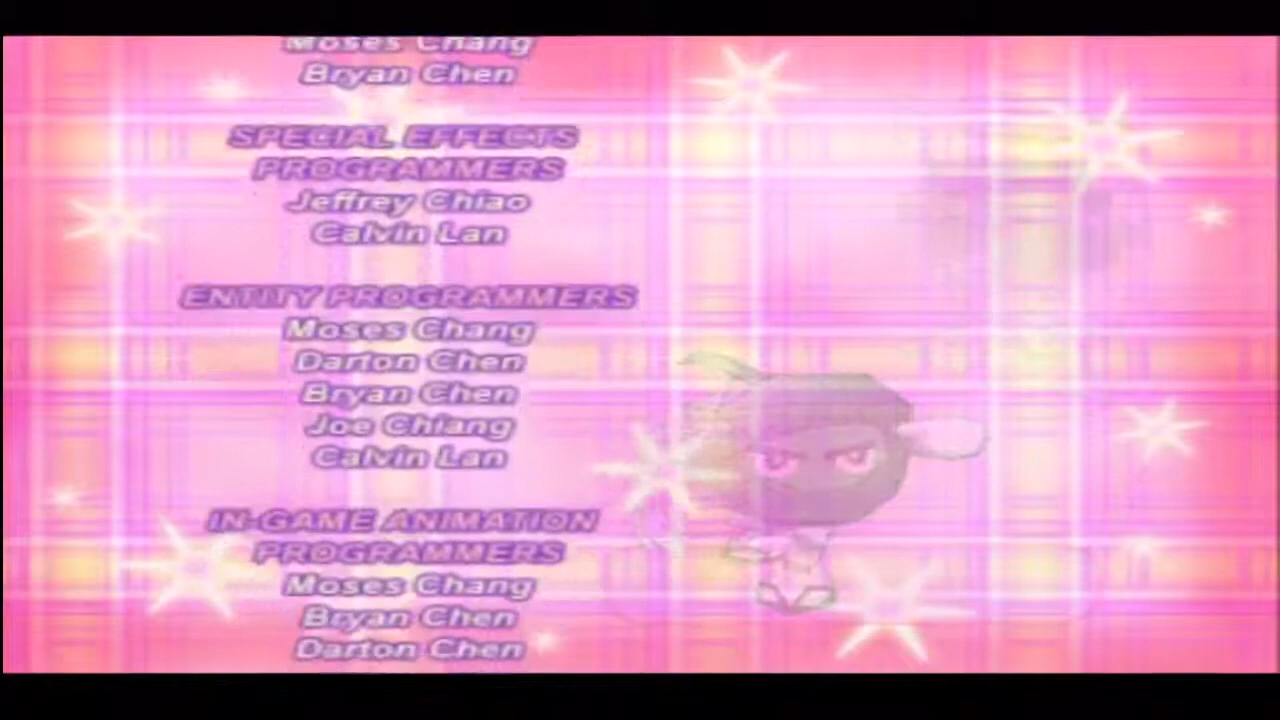 Moses Chang
Bryan Chen
SPECIAL EFFECTS
PROGRAMMERS
Jeffrey Chiao
Calvin Lan
ENTITY PROGRAMMERS
Moses Chang
Darton Chen
Bryan Chen
Joe Chiang
Calvin Lan
IN-GAME ANIMATION
PROGRAMMERS
Moses Chang
Bryan Chen
Darton Chen